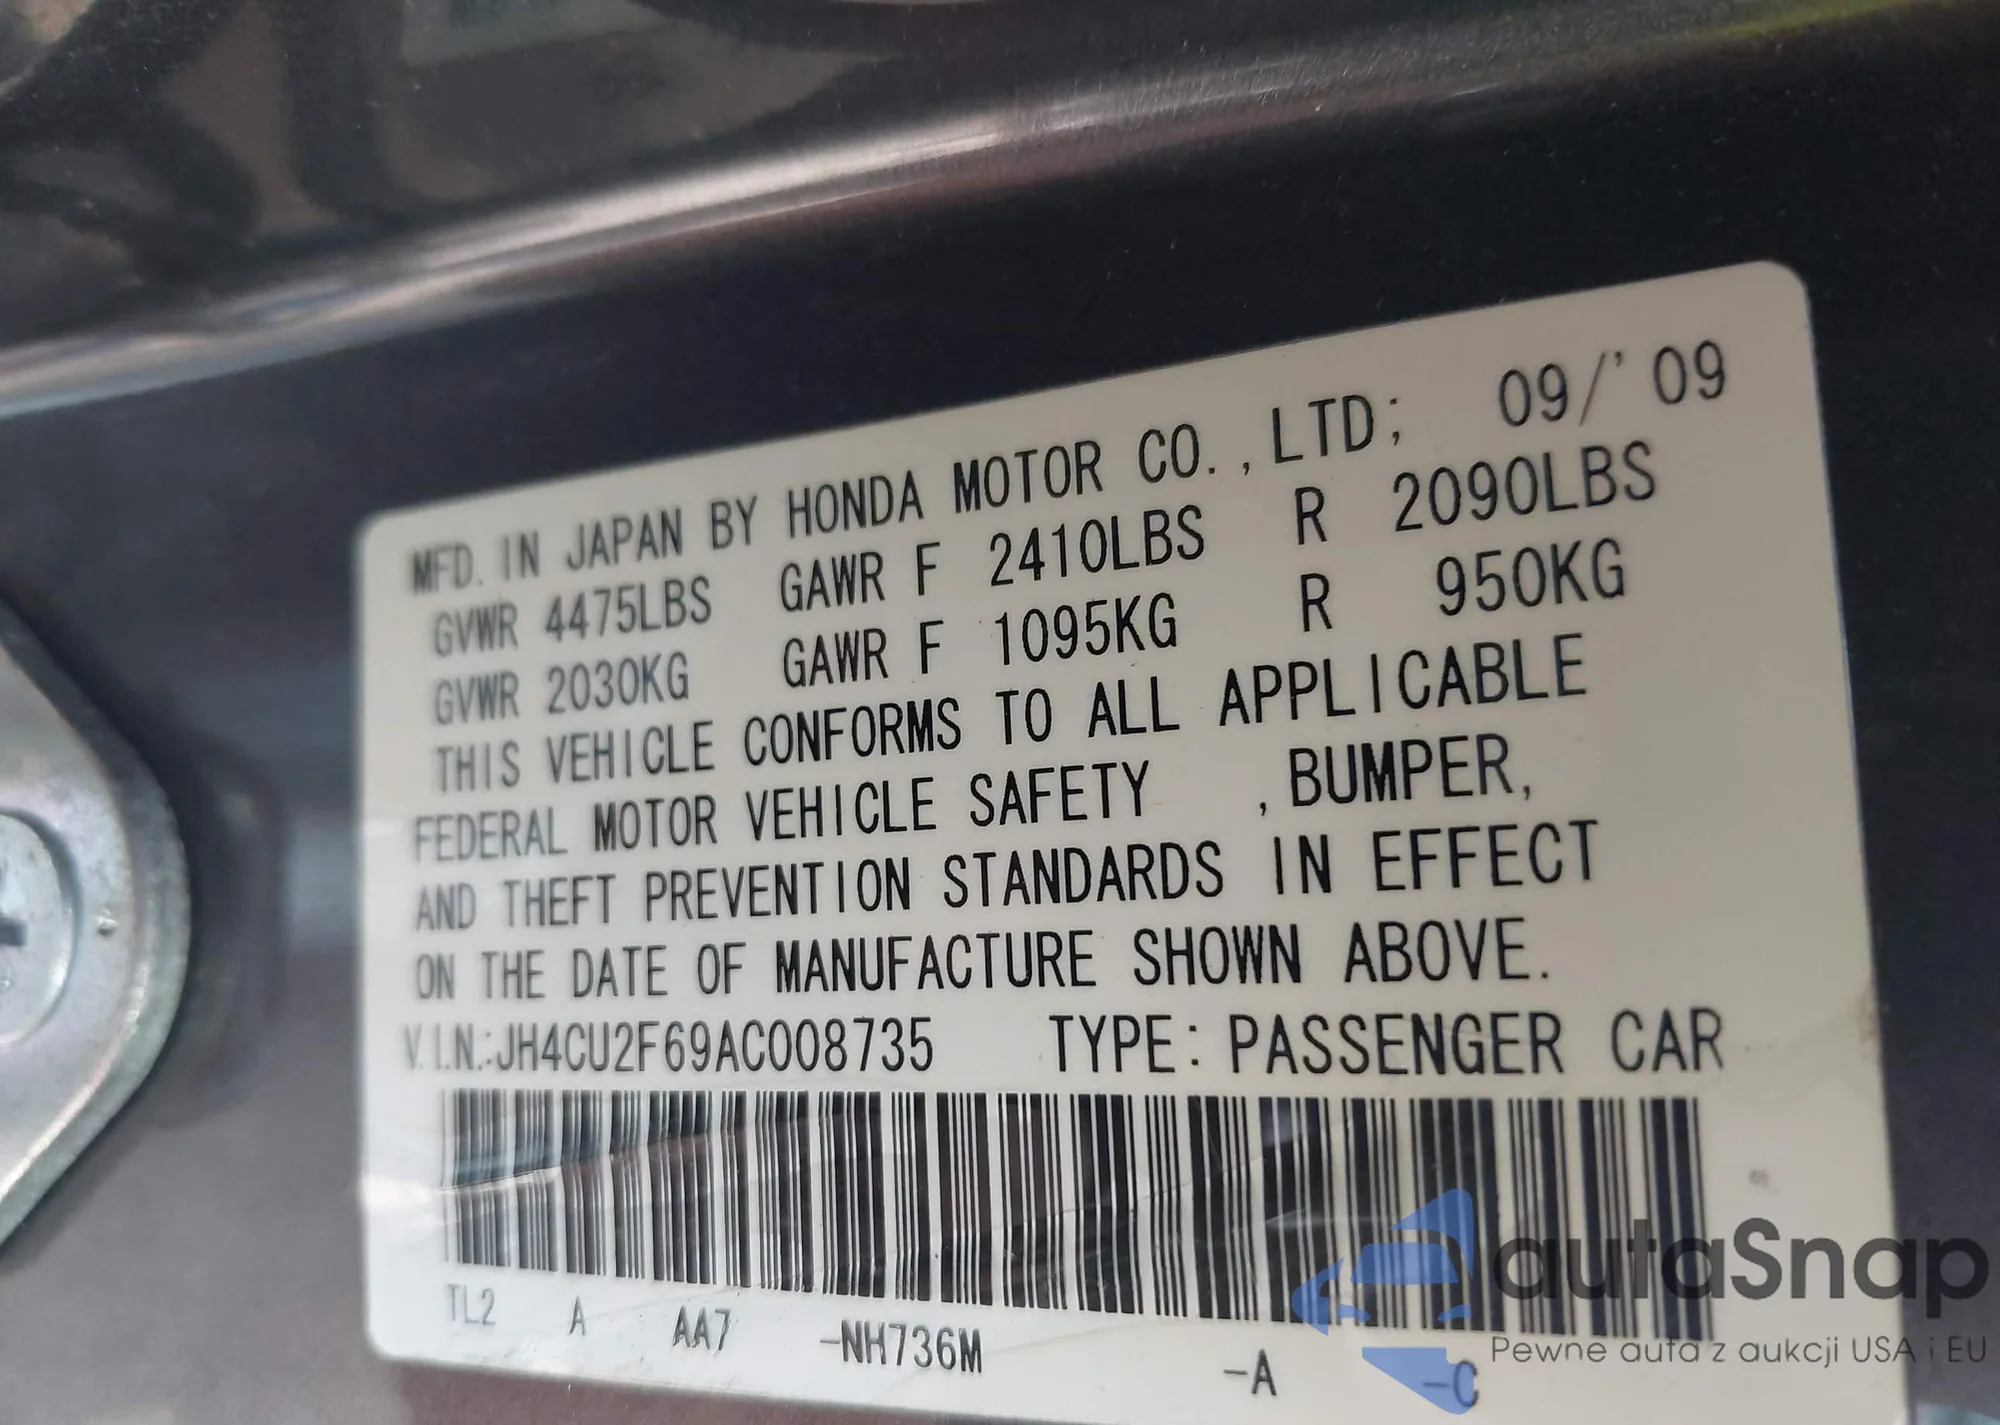 MFD. IN JAPAN BY HONDA MOTOR CO., LTD; 09/'09
GVWR 4475LBS GAWR F 2410LBS R 2090LBS
GVWR 2030KG GAWR F 1095KG R 950KG
THIS VEHICLE CONFORMS TO ALL APPLICABLE
FEDERAL MOTOR VEHICLE SAFETY , BUMPER,
AND THEFT PREVENTION STANDARDS IN EFFECT
ON THE DATE OF MANUFACTURE SHOWN ABOVE.
V.I.N.:JH4CU2F69AC008735 TYPE: PASSENGER CAR
TL2 A AA7 -NH736M -A -C
autaSnap
Pewne auta z aukcji USA i EU